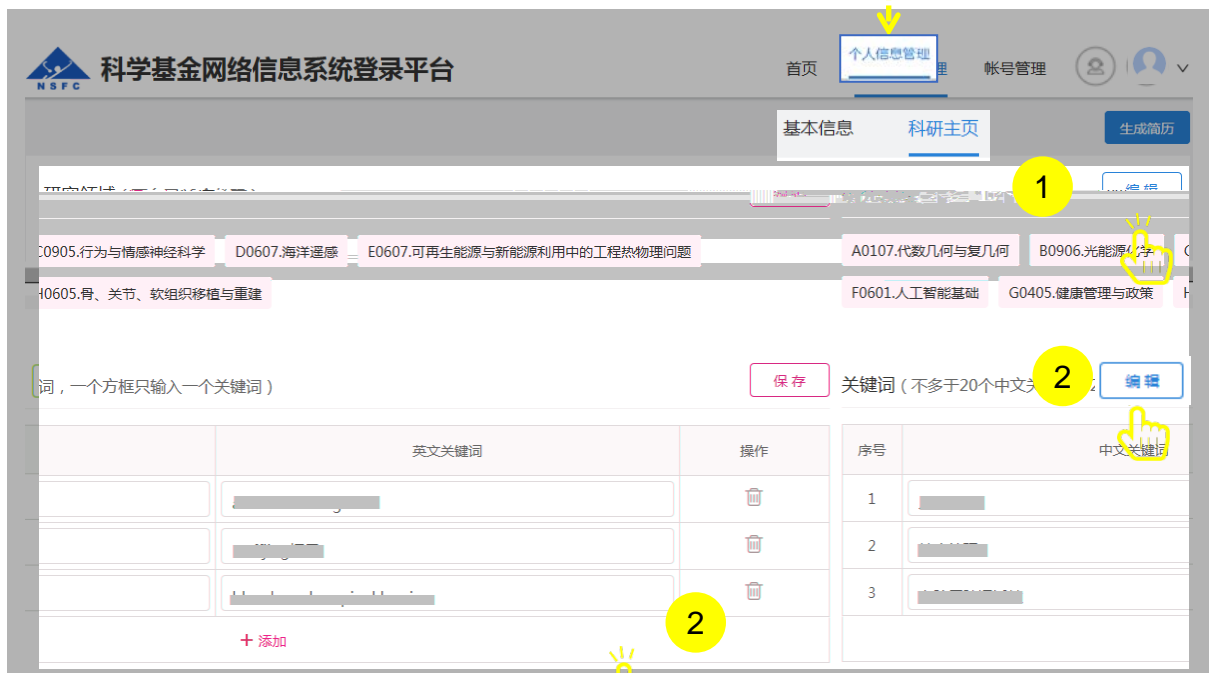 NSFC
科学基金网络信息系统登录平台
首页
个人信息管理
理
帐号管理
基本信息
科研主页
生成简历
研究领域
编辑
1
C0905.行为与情感神经科学
D0607.海洋遥感
E0607.可再生能源与新能源利用中的工程热物理问题
A0107.代数几何与复几何
B0906.光能源化学
H0605.骨、关节、软组织移植与重建
F0601.人工智能基础
G0405.健康管理与政策
词，一个方框只输入一个关键词）
保存
关键词（不多于20个中文关
2
编辑
英文关键词
操作
序号
中文关键词
1
2
3
2
+ 添加